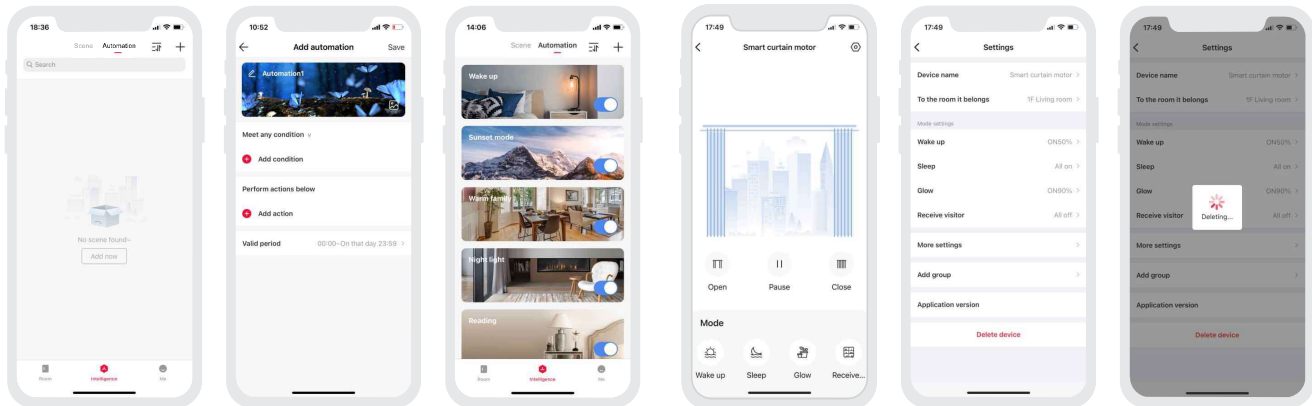 18:36
Scene Automation
Search
No scene found~
Add now
Room Intelligence Me
10:52
Add automation Save
Automation1
Meet any condition
Add condition
Perform actions below
Add action
Valid period 00:00-On that day 23:59 >
14:06
Scene Automation
Wake up
Sunset mode
Warm family
Night light
Reading
Room Intelligence Me
17:49
Smart curtain motor
Open Pause Close
Mode
Wake up Sleep Glow Receive...
17:49
Settings
Device name Smart curtain motor >
To the room it belongs 1F Living room >
Mode settings
Wake up ON50% >
Sleep All on >
Glow ON90% >
Receive visitor All off >
More settings >
Add group >
Application version
Delete device
17:49
Settings
Device name Smart curtain motor >
To the room it belongs 1F Living room >
Mode settings
Wake up ON50% >
Sleep All on >
Glow ON90% >
Receive visitor All off >
Deleting...
More settings >
Add group >
Application version
Delete device